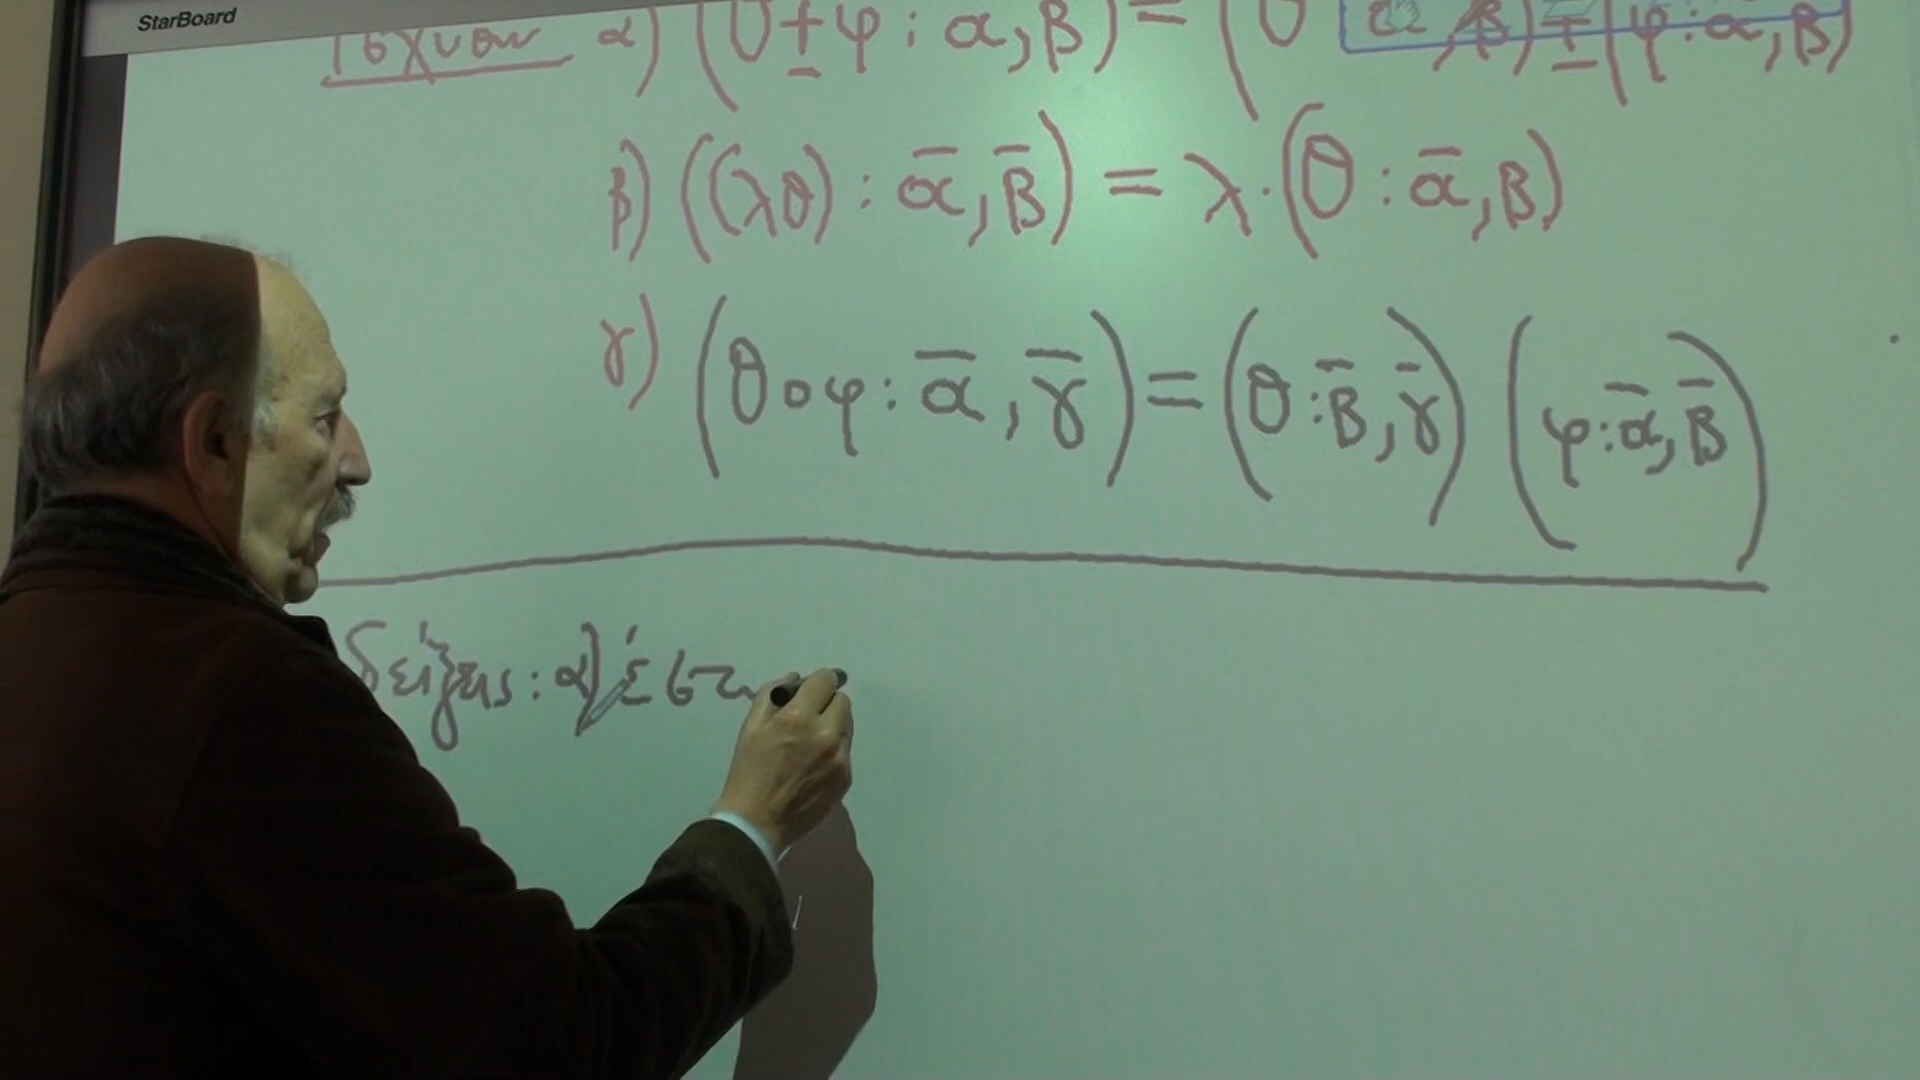 StarBoard
Ισχύουν α) (θ ± φ : α, β) = (θ α, β) ± (φ : α, β)
β) ((λθ) : ᾱ, β̄) = λ · (θ : ᾱ, β)
γ) (θ ∘ φ : ᾱ, γ̄) = (θ : β̄, γ̄) (φ : ᾱ, β̄)
δείξεις : α) έστω